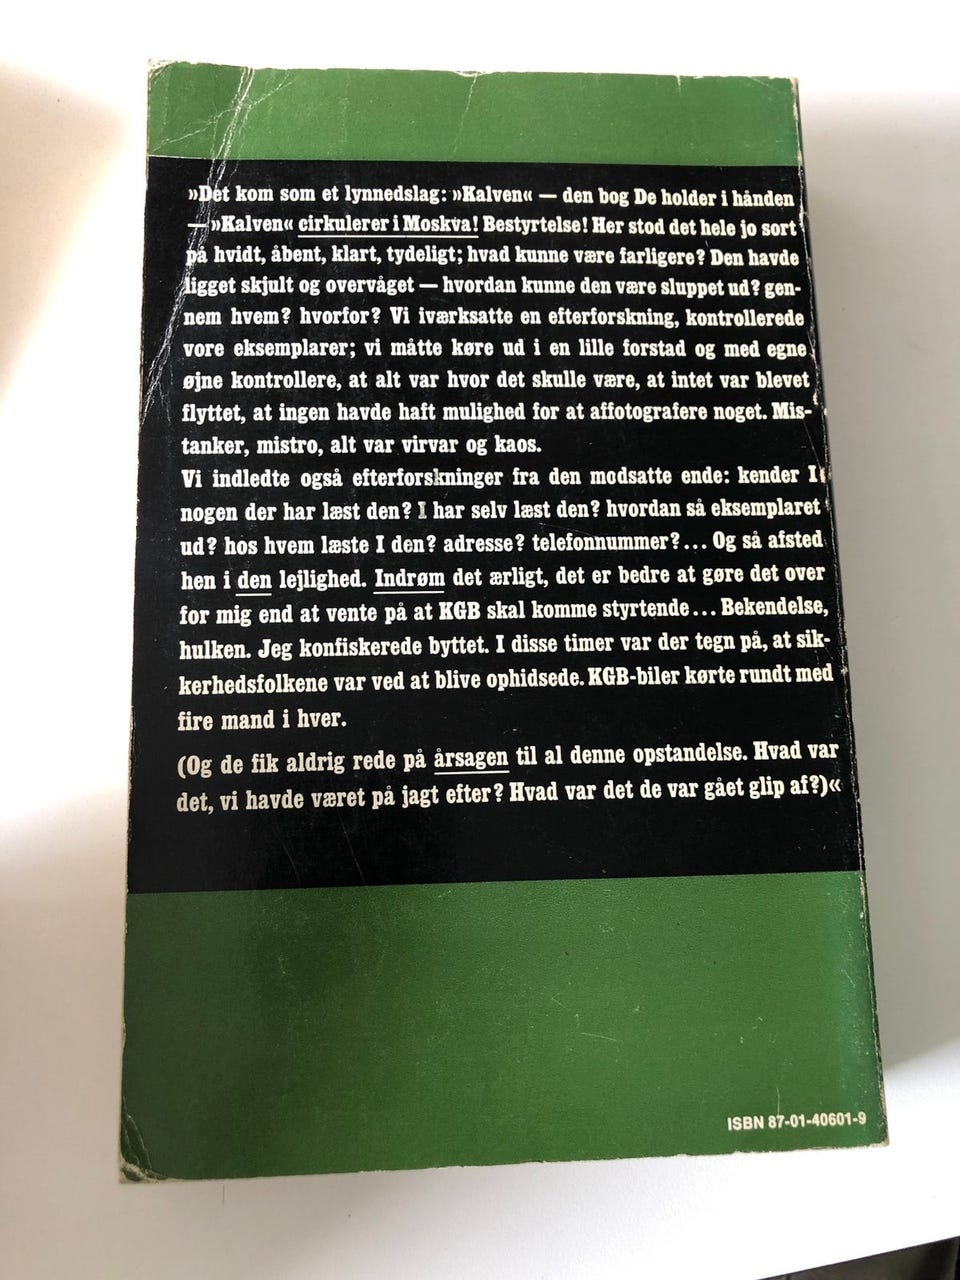 »Det kom som et lynnedslag: »Kalven« — den bog De holder i hånden
— »Kalven« cirkulerer i Moskva! Bestyrtelse! Her stod det hele jo sort
på hvidt, åbent, klart, tydeligt; hvad kunne være farligere? Den havde
ligget skjult og overvåget — hvordan kunne den være sluppet ud? gen-
nem hvem? hvorfor? Vi iværksatte en efterforskning, kontrollerede
vore eksemplarer; vi måtte køre ud i en lille forstad og med egne
øjne kontrollere, at alt var hvor det skulle være, at intet var blevet
flyttet, at ingen havde haft mulighed for at affotografere noget. Mis-
tanker, mistro, alt var virvar og kaos.
Vi indledte også efterforskninger fra den modsatte ende: kender I
nogen der har læst den? I har selv læst den? hvordan så eksemplaret
ud? hos hvem læste I den? adresse? telefonnummer?... Og så afsted
hen i den lejlighed. Indrøm det ærligt, det er bedre at gøre det over
for mig end at vente på at KGB skal komme styrtende... Bekendelse,
hulken. Jeg konfiskerede byttet. I disse timer var der tegn på, at sik-
kerhedsfolkene var ved at blive ophidsede. KGB-biler kørte rundt med
fire mand i hver.
(Og de fik aldrig rede på årsagen til al denne opstandelse. Hvad var
det, vi havde været på jagt efter? Hvad var det de var gået glip af?)«
ISBN 87-01-40601-9